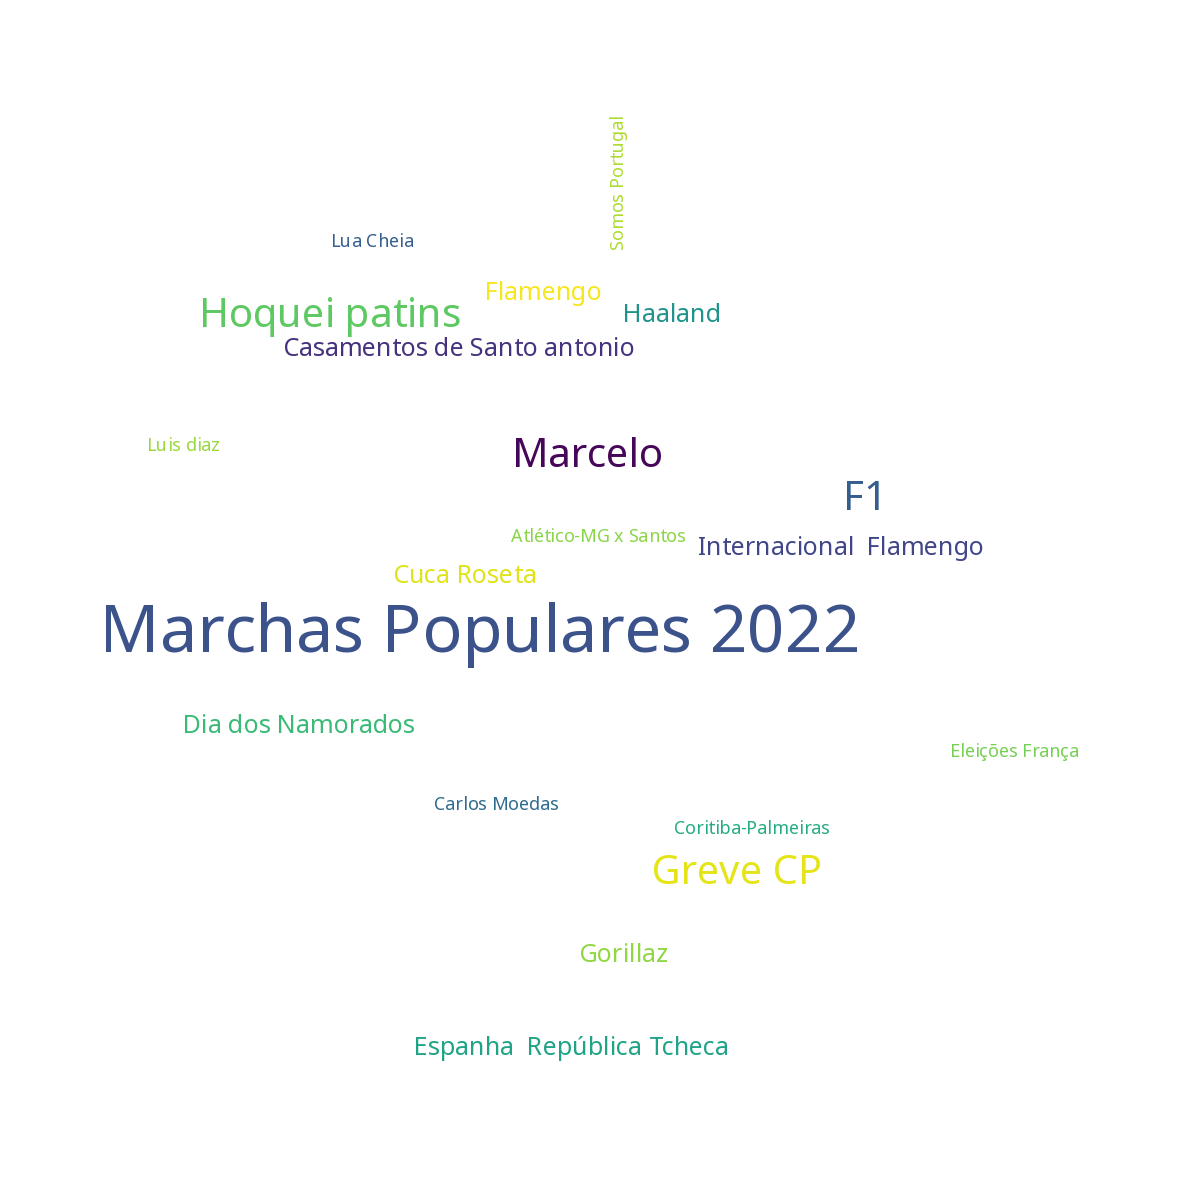 Somos Portugal
Lua Cheia
Flamengo
Hoquei patins
Haaland
Casamentos de Santo antonio
Luis diaz
Marcelo
F1
Atlético-MG x Santos
Internacional  Flamengo
Cuca Roseta
Marchas Populares 2022
Dia dos Namorados
Eleições França
Carlos Moedas
Coritiba-Palmeiras
Greve CP
Gorillaz
Espanha  República Tcheca